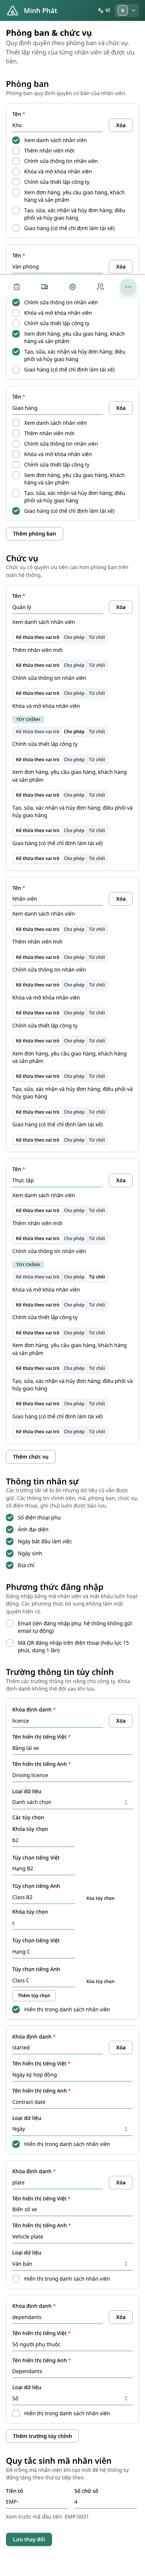 Minh Phát
VI
Phòng ban & chức vụ
Quy định quyền theo phòng ban và chức vụ.
Thiết lập riêng của từng nhân viên sẽ được ưu
tiên.
Phòng ban
Phòng ban quy định quyền cơ bản của nhân viên.
Tên *
Kho
Xóa
Xem danh sách nhân viên
Thêm nhân viên mới
Chỉnh sửa thông tin nhân viên
Khóa và mở khóa nhân viên
Chỉnh sửa thiết lập công ty
Xem đơn hàng, yêu cầu giao hàng, khách
hàng và sản phẩm
Tạo, sửa, xác nhận và hủy đơn hàng; điều
phối và hủy giao hàng
Giao hàng (có thể chỉ định làm tài xế)
Tên *
Văn phòng
Xóa
Chỉnh sửa thông tin nhân viên
Khóa và mở khóa nhân viên
Chỉnh sửa thiết lập công ty
Xem đơn hàng, yêu cầu giao hàng, khách
hàng và sản phẩm
Tạo, sửa, xác nhận và hủy đơn hàng; điều
phối và hủy giao hàng
Giao hàng (có thể chỉ định làm tài xế)
Tên *
Giao hàng
Xóa
Xem danh sách nhân viên
Thêm nhân viên mới
Chỉnh sửa thông tin nhân viên
Khóa và mở khóa nhân viên
Chỉnh sửa thiết lập công ty
Xem đơn hàng, yêu cầu giao hàng, khách
hàng và sản phẩm
Tạo, sửa, xác nhận và hủy đơn hàng; điều
phối và hủy giao hàng
Giao hàng (có thể chỉ định làm tài xế)
Thêm phòng ban
Chức vụ
Chức vụ có quyền ưu tiên cao hơn phòng ban trên
toàn hệ thống.
Tên *
Quản lý
Xóa
Xem danh sách nhân viên
Kế thừa theo vai trò Cho phép Từ chối
Thêm nhân viên mới
Kế thừa theo vai trò Cho phép Từ chối
Chỉnh sửa thông tin nhân viên
Kế thừa theo vai trò Cho phép Từ chối
Khóa và mở khóa nhân viên
TÙY CHỈNH
Kế thừa theo vai trò Cho phép Từ chối
Chỉnh sửa thiết lập công ty
Kế thừa theo vai trò Cho phép Từ chối
Xem đơn hàng, yêu cầu giao hàng, khách hàng
và sản phẩm
Kế thừa theo vai trò Cho phép Từ chối
Tạo, sửa, xác nhận và hủy đơn hàng; điều phối và
hủy giao hàng
Kế thừa theo vai trò Cho phép Từ chối
Giao hàng (có thể chỉ định làm tài xế)
Kế thừa theo vai trò Cho phép Từ chối
Tên *
Nhân viên
Xóa
Xem danh sách nhân viên
Kế thừa theo vai trò Cho phép Từ chối
Thêm nhân viên mới
Kế thừa theo vai trò Cho phép Từ chối
Chỉnh sửa thông tin nhân viên
Kế thừa theo vai trò Cho phép Từ chối
Khóa và mở khóa nhân viên
Kế thừa theo vai trò Cho phép Từ chối
Chỉnh sửa thiết lập công ty
Kế thừa theo vai trò Cho phép Từ chối
Xem đơn hàng, yêu cầu giao hàng, khách hàng
và sản phẩm
Kế thừa theo vai trò Cho phép Từ chối
Tạo, sửa, xác nhận và hủy đơn hàng; điều phối và
hủy giao hàng
Kế thừa theo vai trò Cho phép Từ chối
Giao hàng (có thể chỉ định làm tài xế)
Kế thừa theo vai trò Cho phép Từ chối
Tên *
Thực tập
Xóa
Xem danh sách nhân viên
Kế thừa theo vai trò Cho phép Từ chối
Thêm nhân viên mới
Kế thừa theo vai trò Cho phép Từ chối
Chỉnh sửa thông tin nhân viên
TÙY CHỈNH
Kế thừa theo vai trò Cho phép Từ chối
Khóa và mở khóa nhân viên
Kế thừa theo vai trò Cho phép Từ chối
Chỉnh sửa thiết lập công ty
Kế thừa theo vai trò Cho phép Từ chối
Xem đơn hàng, yêu cầu giao hàng, khách hàng
và sản phẩm
Kế thừa theo vai trò Cho phép Từ chối
Tạo, sửa, xác nhận và hủy đơn hàng; điều phối và
hủy giao hàng
Kế thừa theo vai trò Cho phép Từ chối
Giao hàng (có thể chỉ định làm tài xế)
Kế thừa theo vai trò Cho phép Từ chối
Thêm chức vụ
Thông tin nhân sự
Các trường tắt sẽ bị ẩn nhưng dữ liệu cũ vẫn được
giữ. Các thông tin chính (tên, mã, phòng ban, chức vụ,
số điện thoại, ghi chú) luôn được bảo lưu.
Số điện thoại phụ
Ảnh đại diện
Ngày bắt đầu làm việc
Ngày sinh
Địa chỉ
Phương thức đăng nhập
Đăng nhập bằng mã nhân viên và mật khẩu luôn hoạt
động. Các phương thức bổ sung không làm mất
quyền hiện có.
Email (tên đăng nhập phụ; hệ thống không gửi
email tự động)
Mã QR đăng nhập trên điện thoại (hiệu lực 15
phút, dùng 1 lần)
Trường thông tin tùy chỉnh
Thêm các trường thông tin riêng cho công ty. Khóa
định danh không thể đổi sau khi lưu.
Khóa định danh *
licence
Xóa
Tên hiển thị tiếng Việt *
Bằng lái xe
Tên hiển thị tiếng Anh *
Driving licence
Loại dữ liệu
Danh sách chọn
Các tùy chọn
Khóa tùy chọn
b2
Tùy chọn tiếng Việt
Hạng B2
Tùy chọn tiếng Anh
Class B2
Xóa tùy chọn
Khóa tùy chọn
c
Tùy chọn tiếng Việt
Hạng C
Tùy chọn tiếng Anh
Class C
Xóa tùy chọn
Thêm tùy chọn
Hiển thị trong danh sách nhân viên
Khóa định danh *
started
Xóa
Tên hiển thị tiếng Việt *
Ngày ký hợp đồng
Tên hiển thị tiếng Anh *
Contract date
Loại dữ liệu
Ngày
Hiển thị trong danh sách nhân viên
Khóa định danh *
plate
Xóa
Tên hiển thị tiếng Việt *
Biển số xe
Tên hiển thị tiếng Anh *
Vehicle plate
Loại dữ liệu
Văn bản
Hiển thị trong danh sách nhân viên
Khóa định danh *
dependants
Xóa
Tên hiển thị tiếng Việt *
Số người phụ thuộc
Tên hiển thị tiếng Anh *
Dependants
Loại dữ liệu
Số
Hiển thị trong danh sách nhân viên
Thêm trường tùy chỉnh
Quy tắc sinh mã nhân viên
Để trống mã nhân viên khi tạo mới để hệ thống tự
động tăng theo thứ tự tiếp theo.
Tiền tố
Số chữ số
EMP-
4
Xem trước mã đầu tiên: EMP-0001
Lưu thay đổi